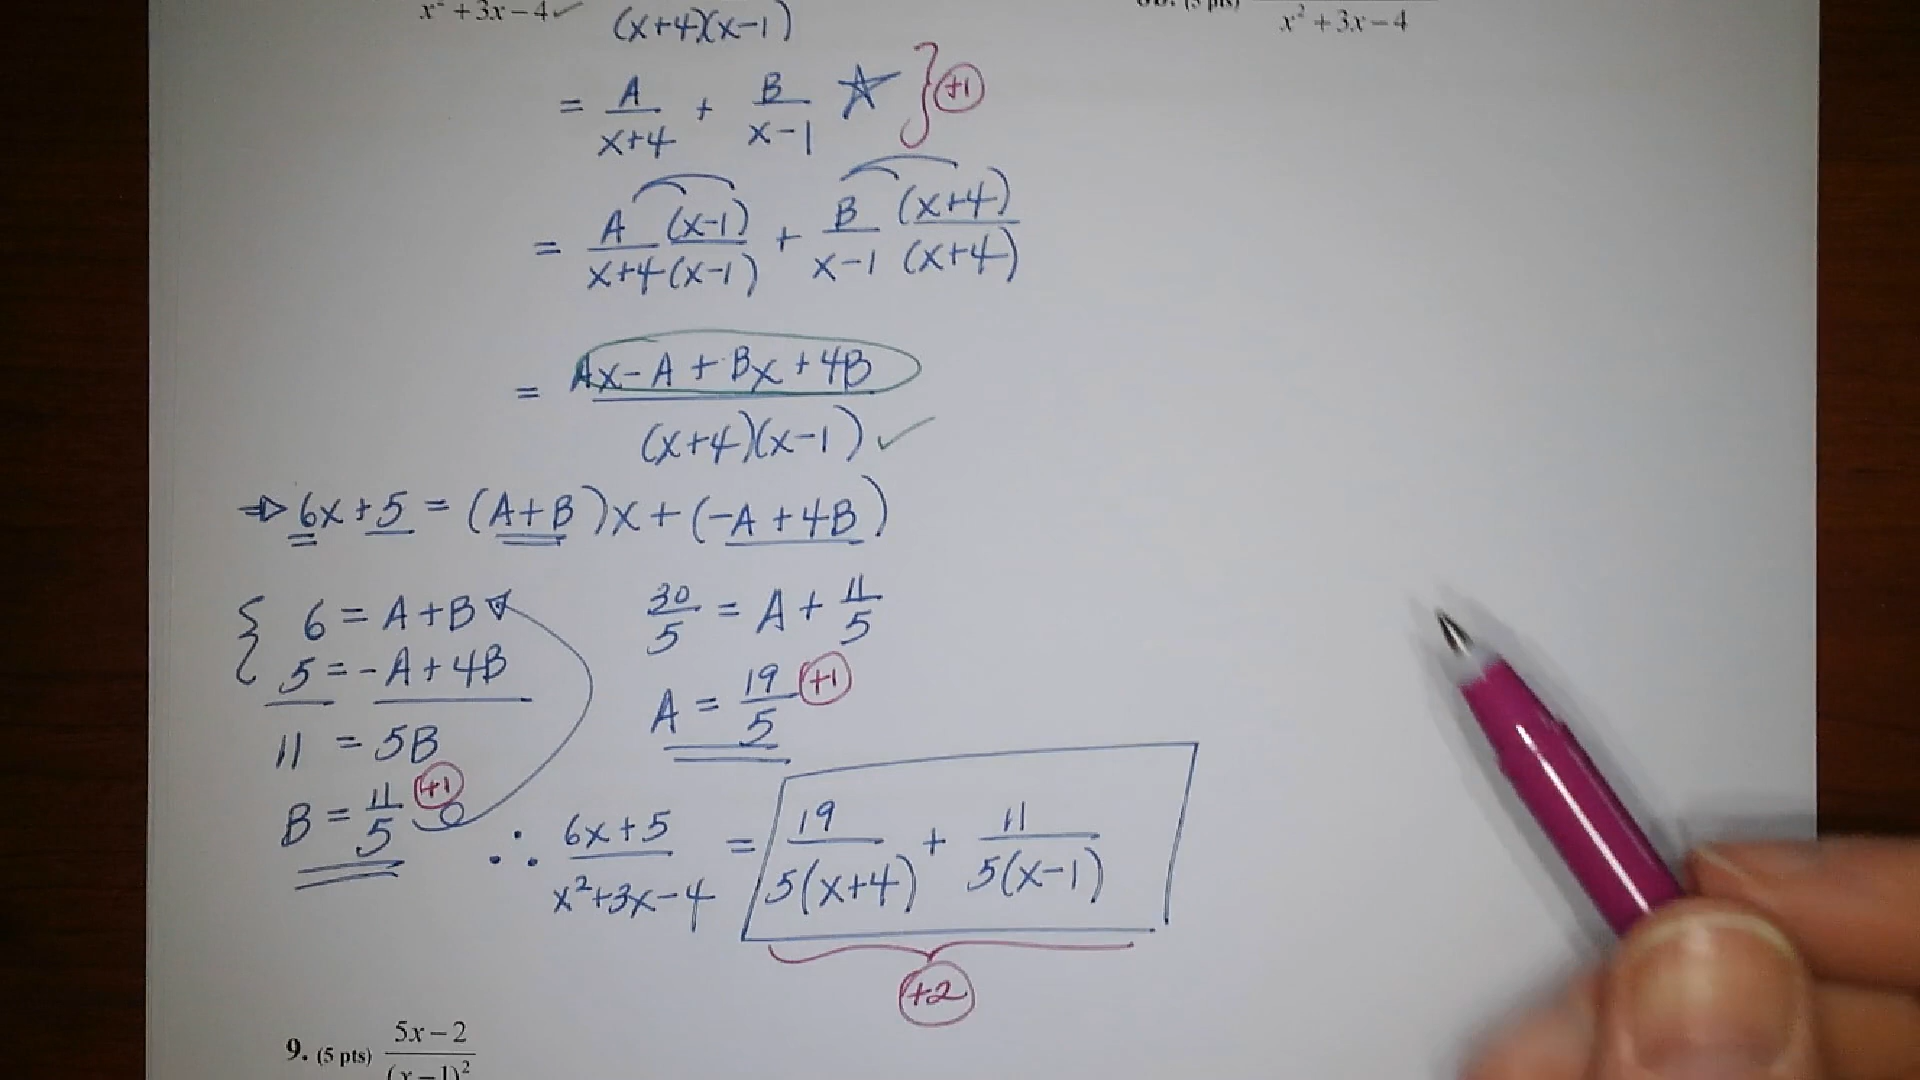 x² + 3x − 4 ✓ (x+4)(x−1)
x² + 3x − 4
= A/(x+4) + B/(x−1) ☆ } +1
= A (x−1)/x+4 (x−1) + B (x+4)/x−1 (x+4)
= Ax − A + Bx + 4B/(x+4)(x−1) ✓
⇒ 6x + 5 = (A+B)x + (−A + 4B)
{ 6 = A + B
5 = −A + 4B
11 = 5B
B = 11/5 +1
30/5 = A + 11/5
A = 19/5 +1
∴ 6x+5/x²+3x−4 = 19/5(x+4) + 11/5(x−1)
+2
9. (5 pts) 5x − 2/(x − 1)²